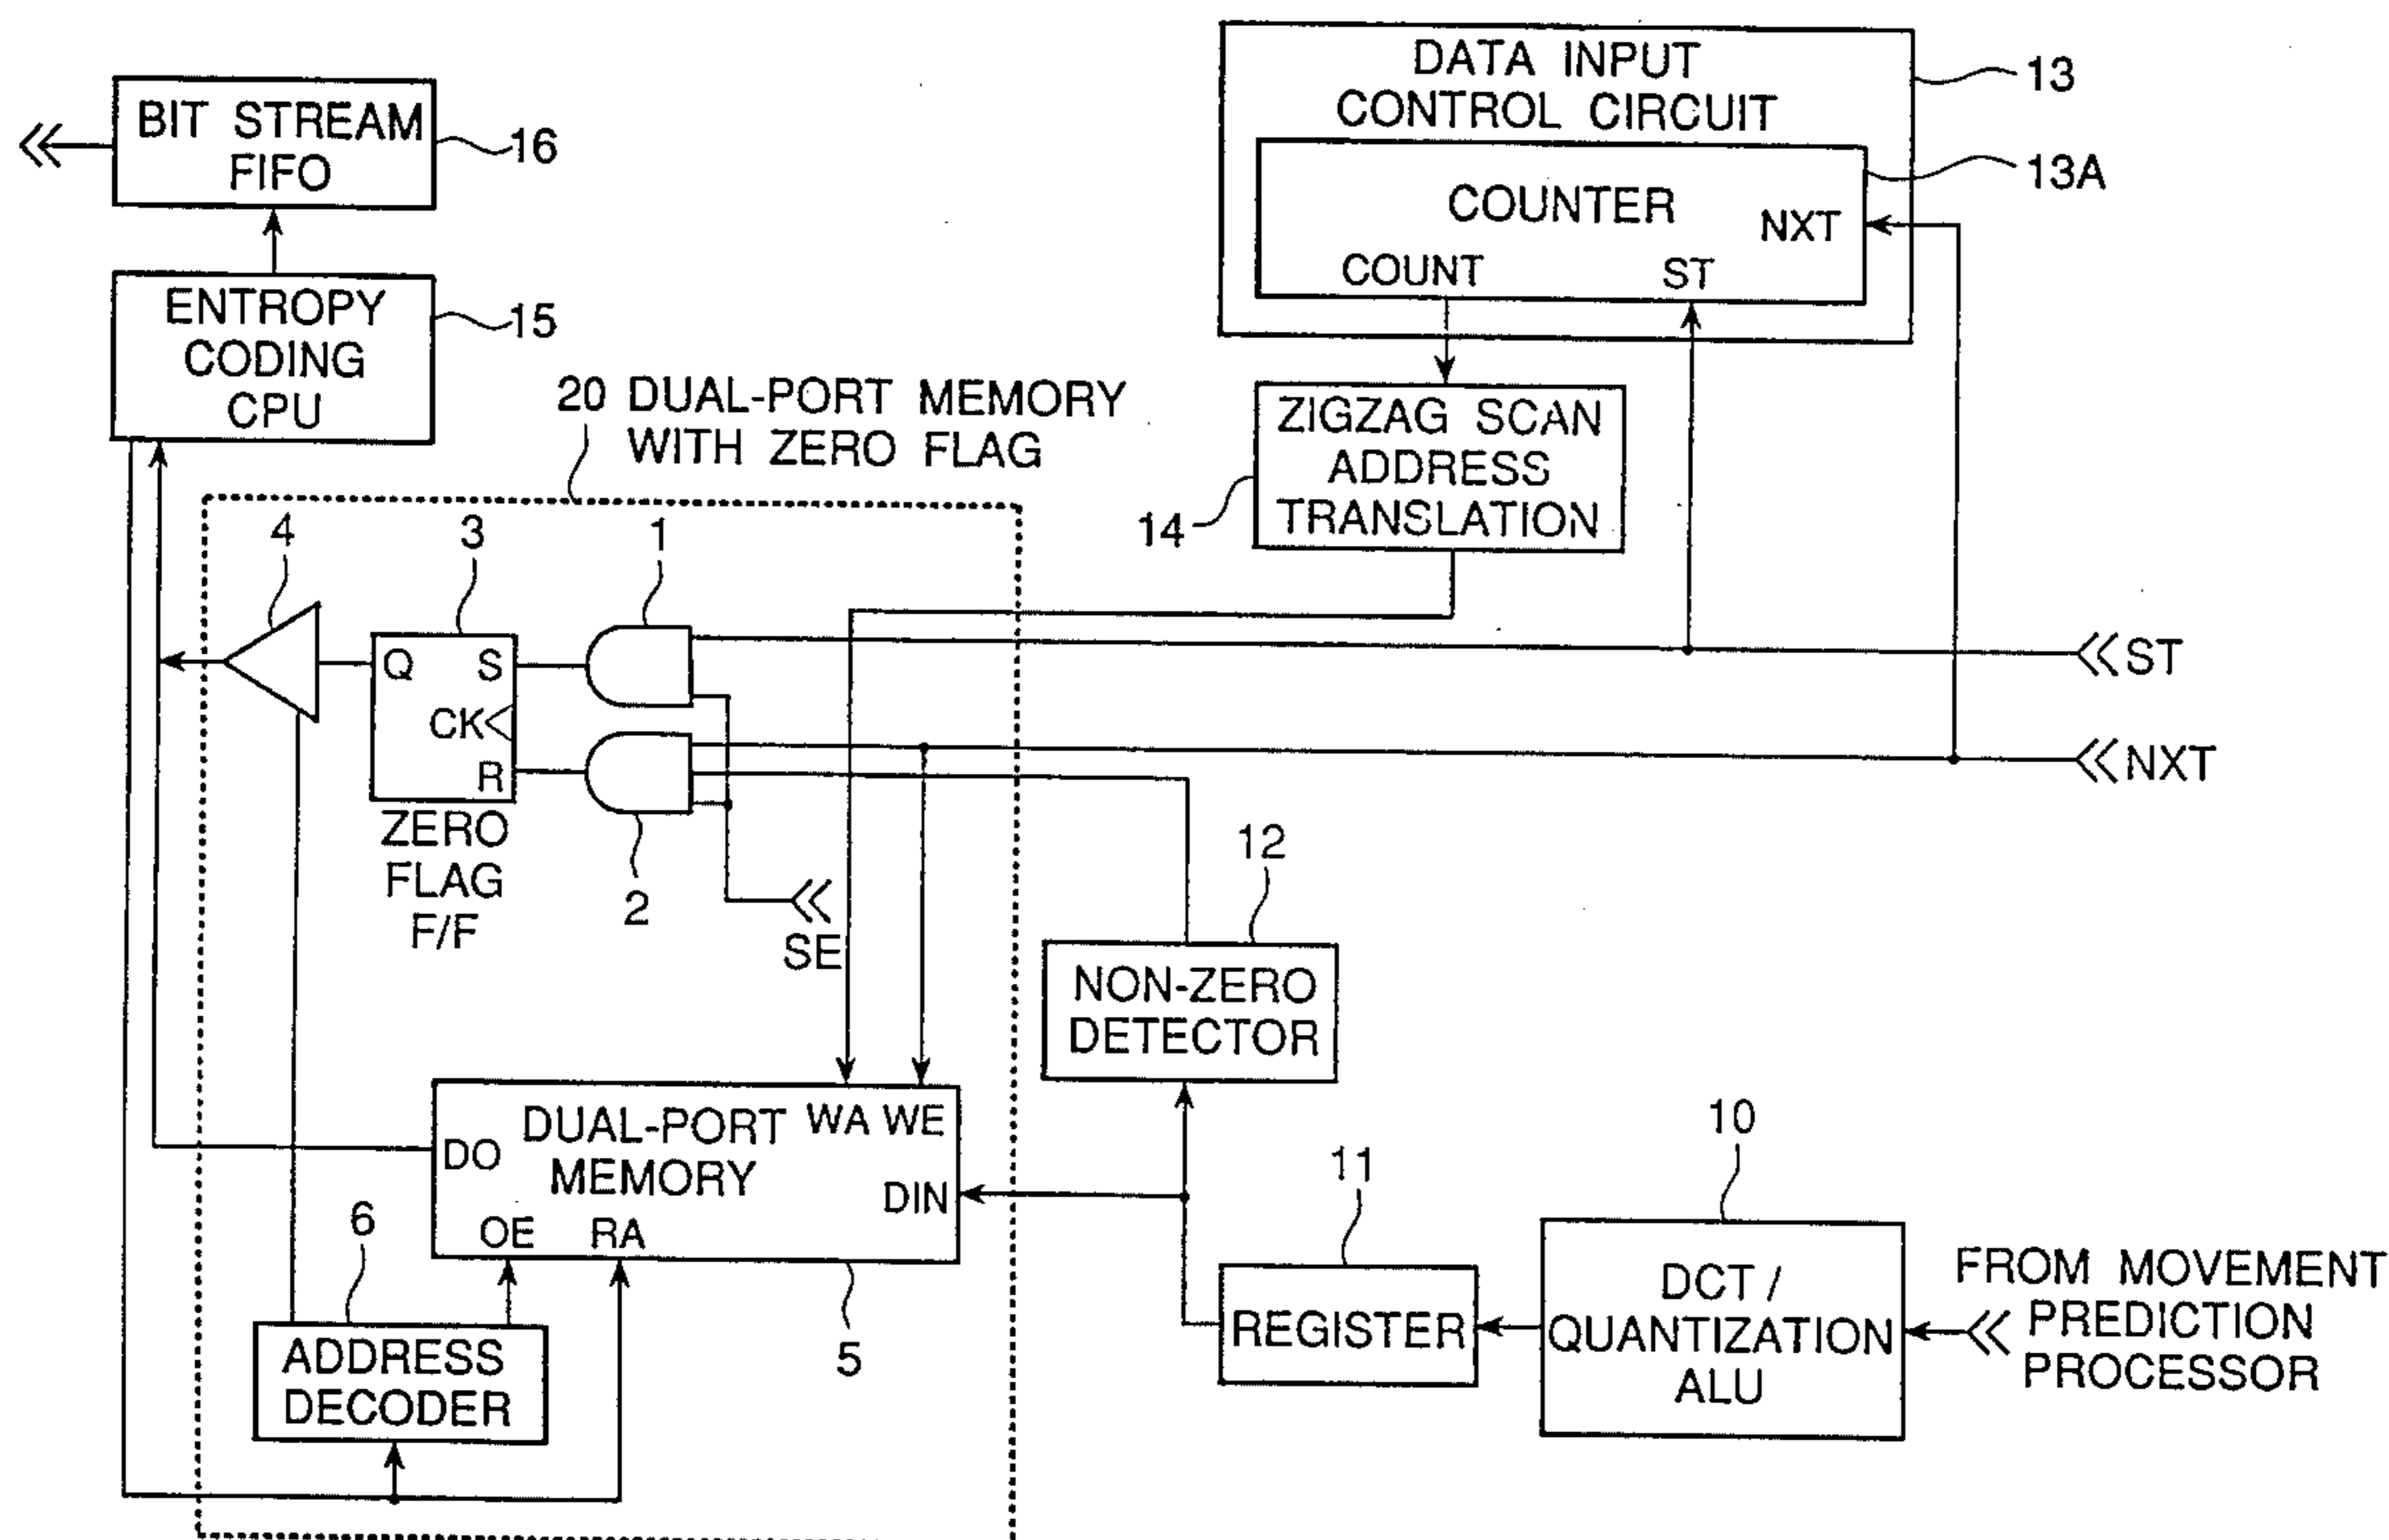 DATA INPUT
CONTROL CIRCUIT
13
13A
COUNTER
NXT
COUNT
ST
BIT STREAM
FIFO
16
ENTROPY
CODING
CPU
15
20 DUAL-PORT MEMORY
WITH ZERO FLAG
ZIGZAG SCAN
ADDRESS
TRANSLATION
14
4
3
1
Q
S
CK
R
ZERO
FLAG
F/F
2
SE
ST
NXT
12
NON-ZERO
DETECTOR
DUAL-PORT
MEMORY
WA
WE
DO
DIN
OE
RA
5
6
ADDRESS
DECODER
11
REGISTER
10
DCT /
QUANTIZATION
ALU
FROM MOVEMENT
PREDICTION
PROCESSOR